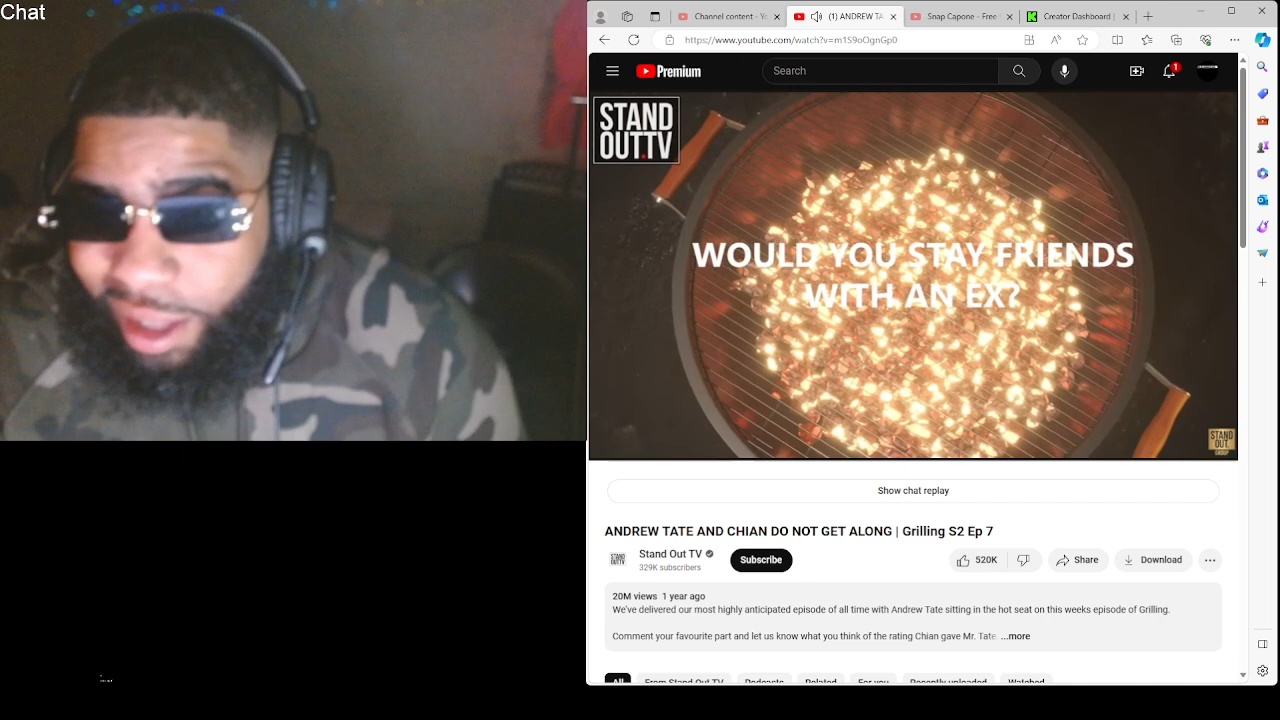 Chat
Channel content - Yo
(1) ANDREW TA
Snap Capone - Free
Creator Dashboard |
https://www.youtube.com/watch?v=m1S9oOgnGp0
Premium
Search
1
STAND
OUT.TV
WOULD YOU STAY FRIENDS
WITH AN EX?
STAND
OUT.
GROUP
Show chat replay
ANDREW TATE AND CHIAN DO NOT GET ALONG | Grilling S2 Ep 7
Stand Out TV
329K subscribers
Subscribe
520K
Share
Download
20M views 1 year ago
We've delivered our most highly anticipated episode of all time with Andrew Tate sitting in the hot seat on this weeks episode of Grilling.
Comment your favourite part and let us know what you think of the rating Chian gave Mr. Tate. ...more
All From Stand Out TV Podcasts Related For you Recently uploaded Watched